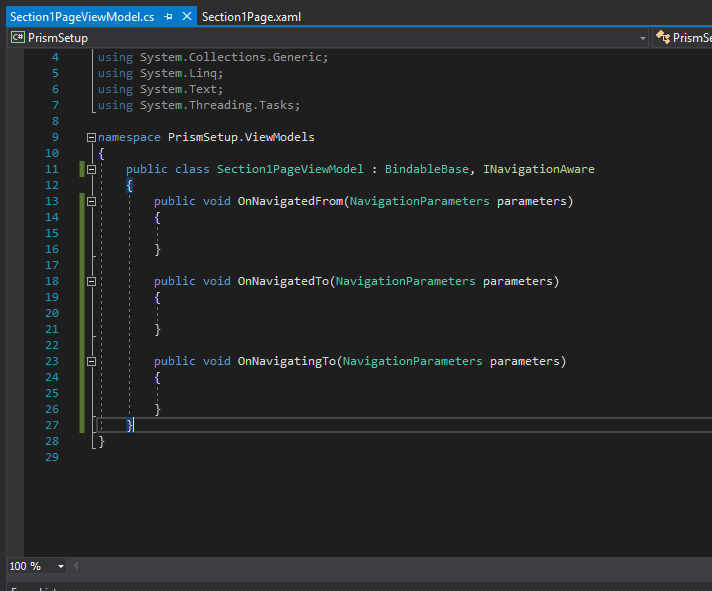 Section1PageViewModel.cs Section1Page.xaml
C# PrismSetup PrismSe
4 using System.Collections.Generic;
5 using System.Linq;
6 using System.Text;
7 using System.Threading.Tasks;
8
9 namespace PrismSetup.ViewModels
10 {
11 public class Section1PageViewModel : BindableBase, INavigationAware
12 {
13 public void OnNavigatedFrom(NavigationParameters parameters)
14 {
15
16 }
17
18 public void OnNavigatedTo(NavigationParameters parameters)
19 {
20
21 }
22
23 public void OnNavigatingTo(NavigationParameters parameters)
24 {
25
26 }
27 }
28 }
29
100 %